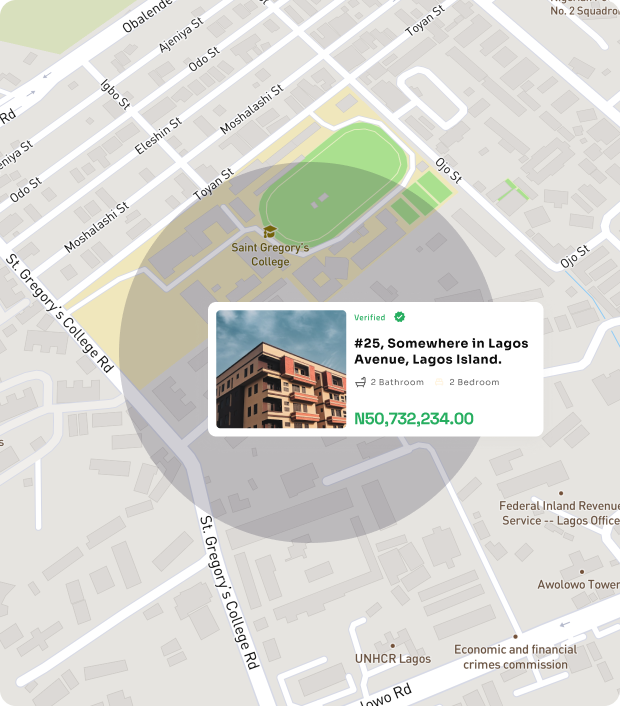 No. 2 Squadron
Obalende
Toyan St
Ajeniya St
Odo St
Igbo St
Moshalashi St
Rd
Eleshin St
eniya St
Odo St
Toyan St
Ojo St
Moshalashi St
Saint Gregory's
College
Ojo St
St. Gregory's College Rd
Verified
#25, Somewhere in Lagos
Avenue, Lagos Island.
2 Bathroom
2 Bedroom
N50,732,234.00
s
Federal Inland Revenue
Service -- Lagos Office
St. Gregory's College Rd
Awolowo Tower
UNHCR Lagos
Economic and financial
crimes commission
lowo Rd